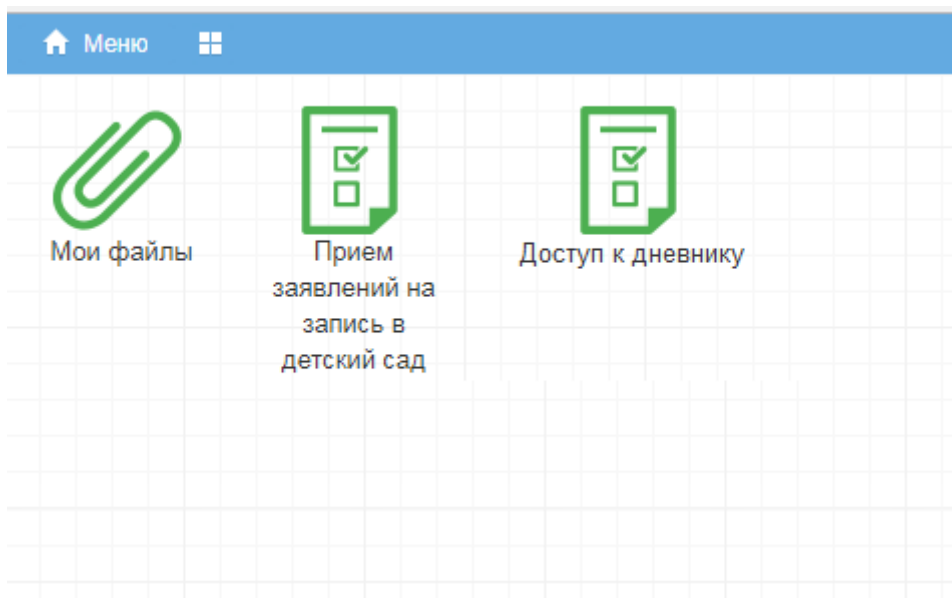 Меню
Мои файлы
Прием
заявлений на
запись в
детский сад
Доступ к дневнику